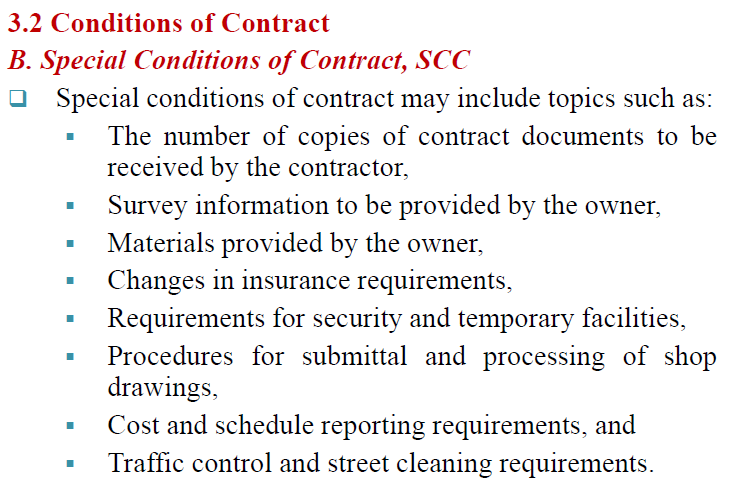 3.2 Conditions of Contract
B. Special Conditions of Contract, SCC
❑ Special conditions of contract may include topics such as:
▪ The number of copies of contract documents to be
received by the contractor,
▪ Survey information to be provided by the owner,
▪ Materials provided by the owner,
▪ Changes in insurance requirements,
▪ Requirements for security and temporary facilities,
▪ Procedures for submittal and processing of shop
drawings,
▪ Cost and schedule reporting requirements, and
▪ Traffic control and street cleaning requirements.